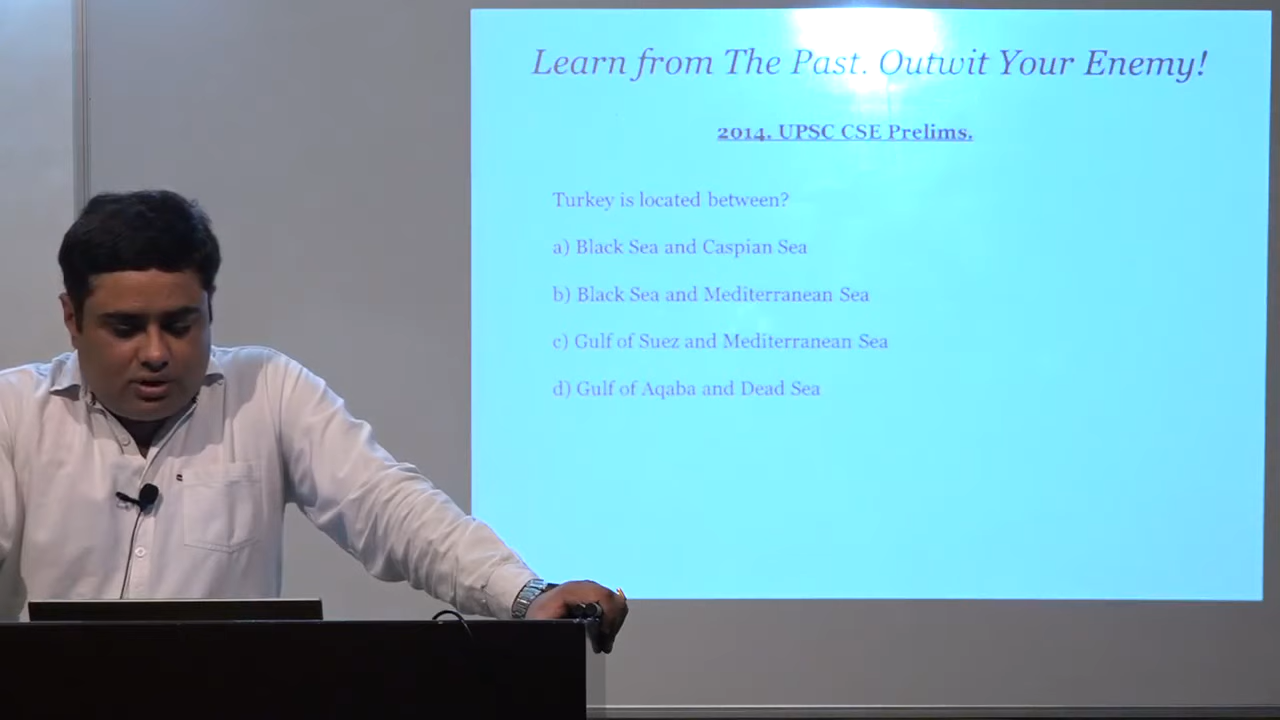 Learn from The Past. Outwit Your Enemy!
2014. UPSC CSE Prelims.
Turkey is located between?
a) Black Sea and Caspian Sea
b) Black Sea and Mediterranean Sea
c) Gulf of Suez and Mediterranean Sea
d) Gulf of Aqaba and Dead Sea